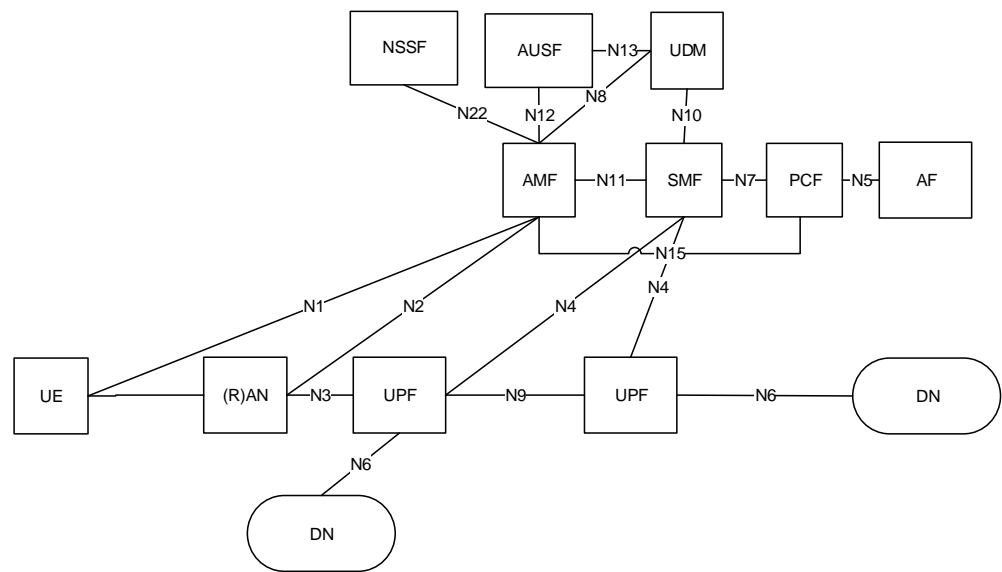 NSSF
AUSF
N13
UDM
N22
N12
N8
N10
AMF
N11
SMF
N7
PCF
N5
AF
N15
N1
N2
N4
N4
UE
(R)AN
N3
UPF
N9
UPF
N6
DN
N6
DN